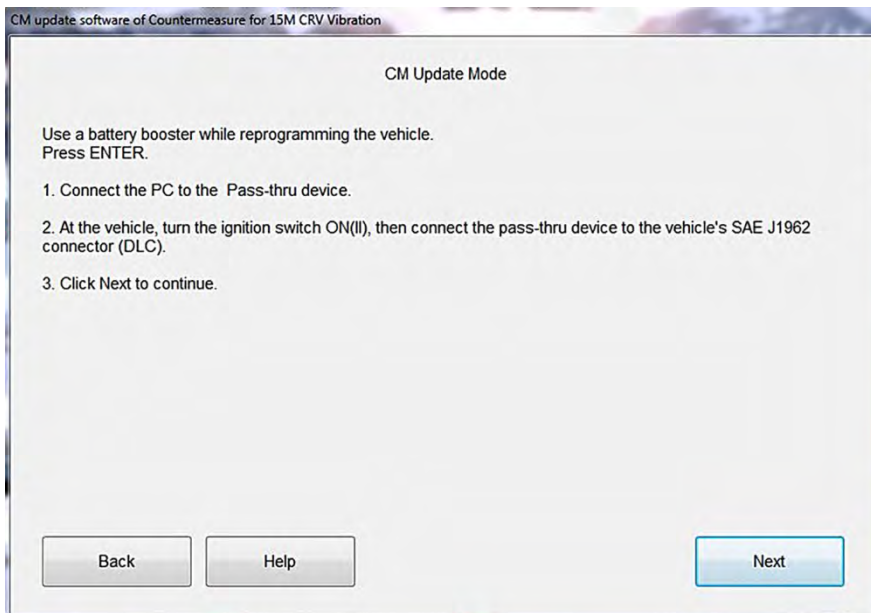 CM update software of Countermeasure for 15M CRV Vibration
CM Update Mode
Use a battery booster while reprogramming the vehicle.
Press ENTER.
1. Connect the PC to the Pass-thru device.
2. At the vehicle, turn the ignition switch ON(II), then connect the pass-thru device to the vehicle's SAE J1962
connector (DLC).
3. Click Next to continue.
Back
Help
Next